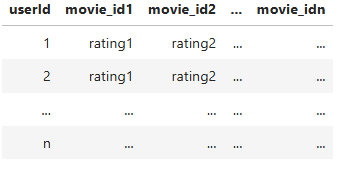 userId movie_id1 movie_id2 ... movie_idn
1 rating1 rating2 ... ...
2 rating1 rating2 ... ...
... ... ... ... ...
n ... ... ... ...